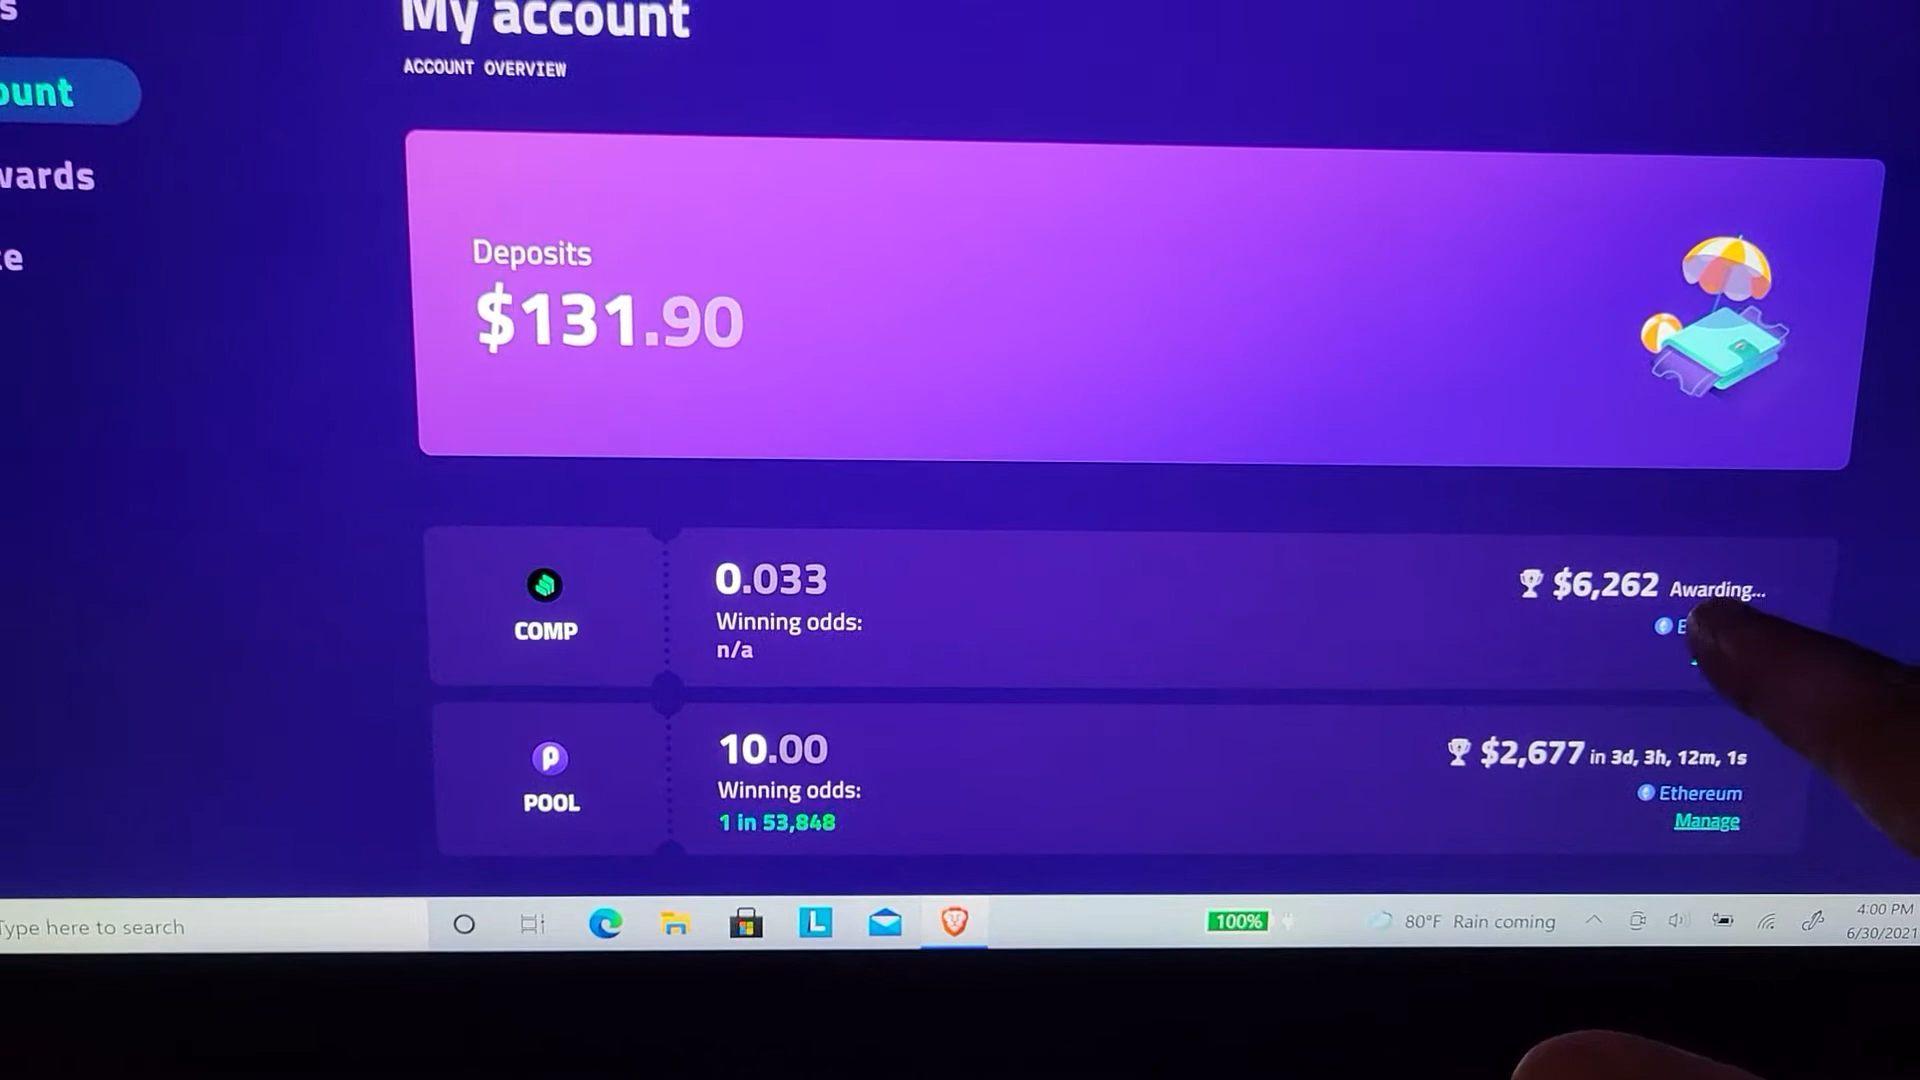 My account
ACCOUNT OVERVIEW
Deposits
$131.90
COMP
0.033
Winning odds:
n/a
$6,262 Awarding...
POOL
10.00
Winning odds:
1 in 53,848
$2,677 in 3d, 3h, 12m, 1s
Ethereum
Manage
Type here to search
100%
80°F Rain coming
4:00 PM
6/30/2021